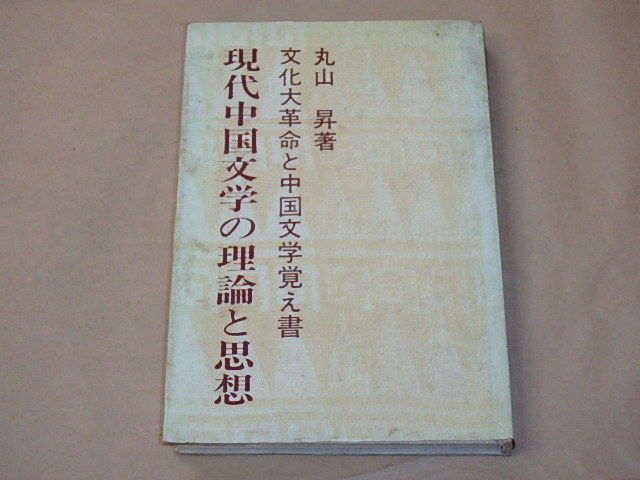 丸山 昇著
文化大革命と中国文学覚え書
現代中国文学の理論と思想